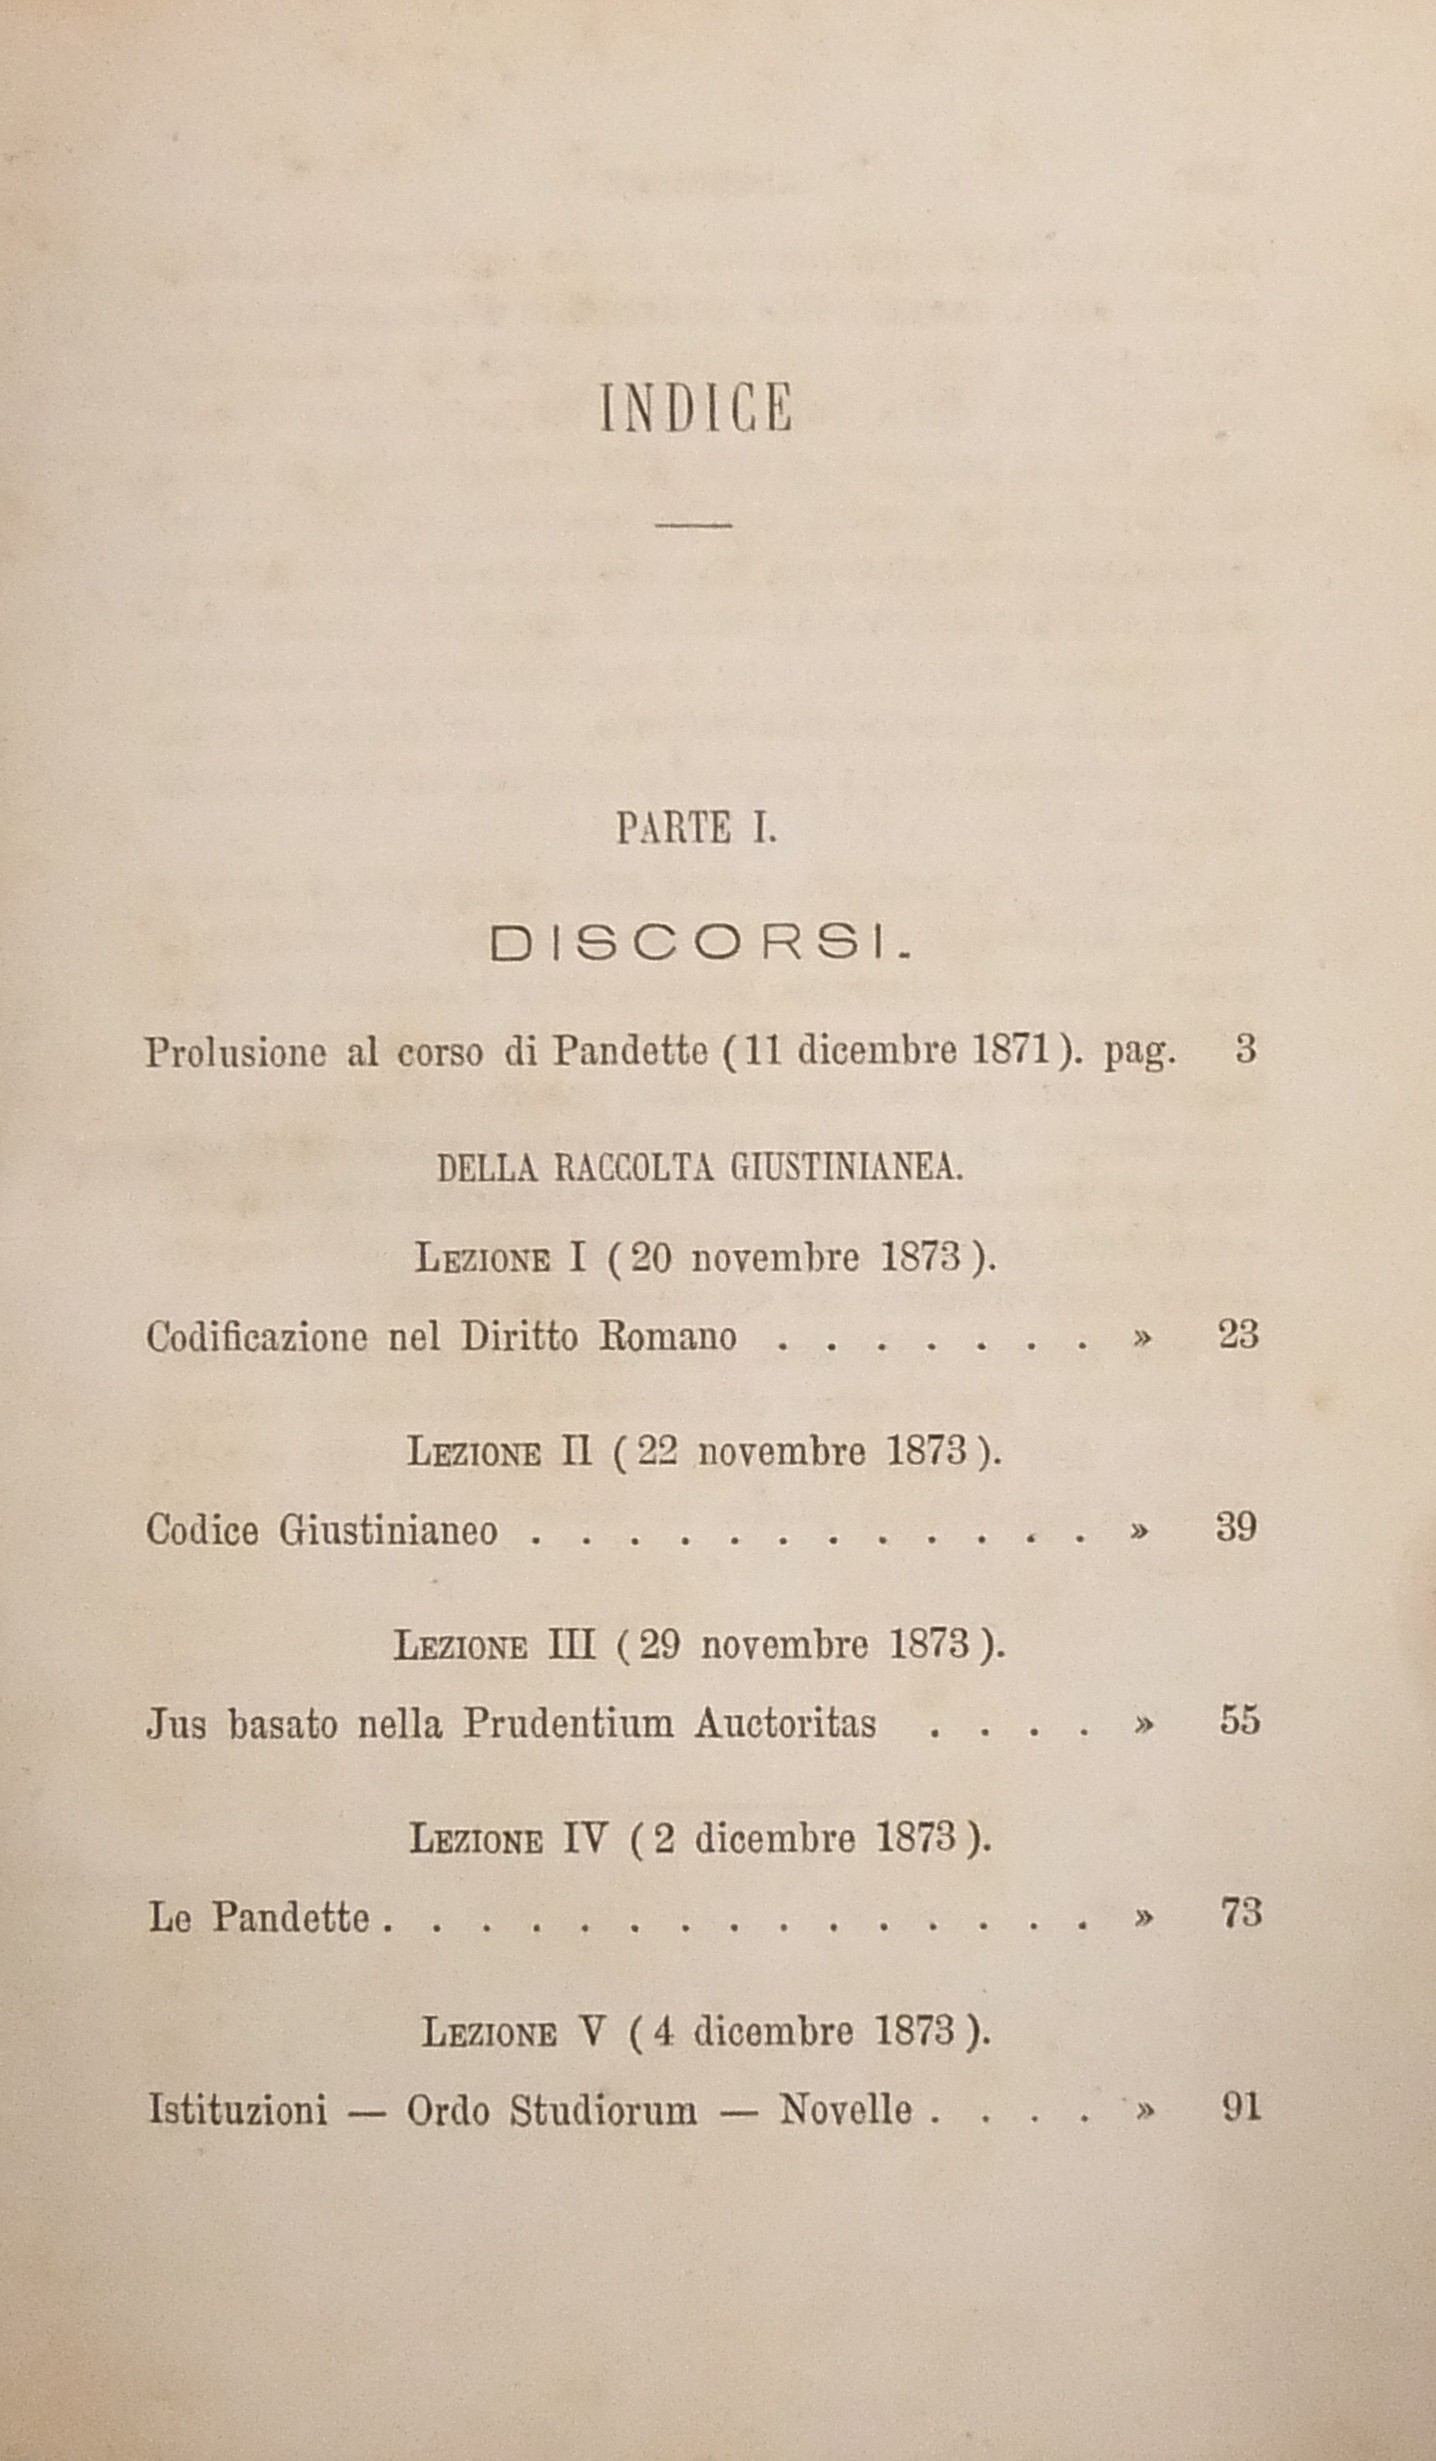 INDICE
PARTE I.
DISCORSI.
Prolusione al corso di Pandette (11 dicembre 1871). pag. 3
DELLA RACCOLTA GIUSTINIANEA.
LEZIONE I (20 novembre 1873).
Codificazione nel Diritto Romano . . . . . . . » 23
LEZIONE II (22 novembre 1873).
Codice Giustinianeo . . . . . . . . . . . . » 39
LEZIONE III (29 novembre 1873).
Jus basato nella Prudentium Auctoritas . . . . » 55
LEZIONE IV (2 dicembre 1873).
Le Pandette . . . . . . . . . . . . . . . » 73
LEZIONE V (4 dicembre 1873).
Istituzioni — Ordo Studiorum — Novelle . . . . » 91